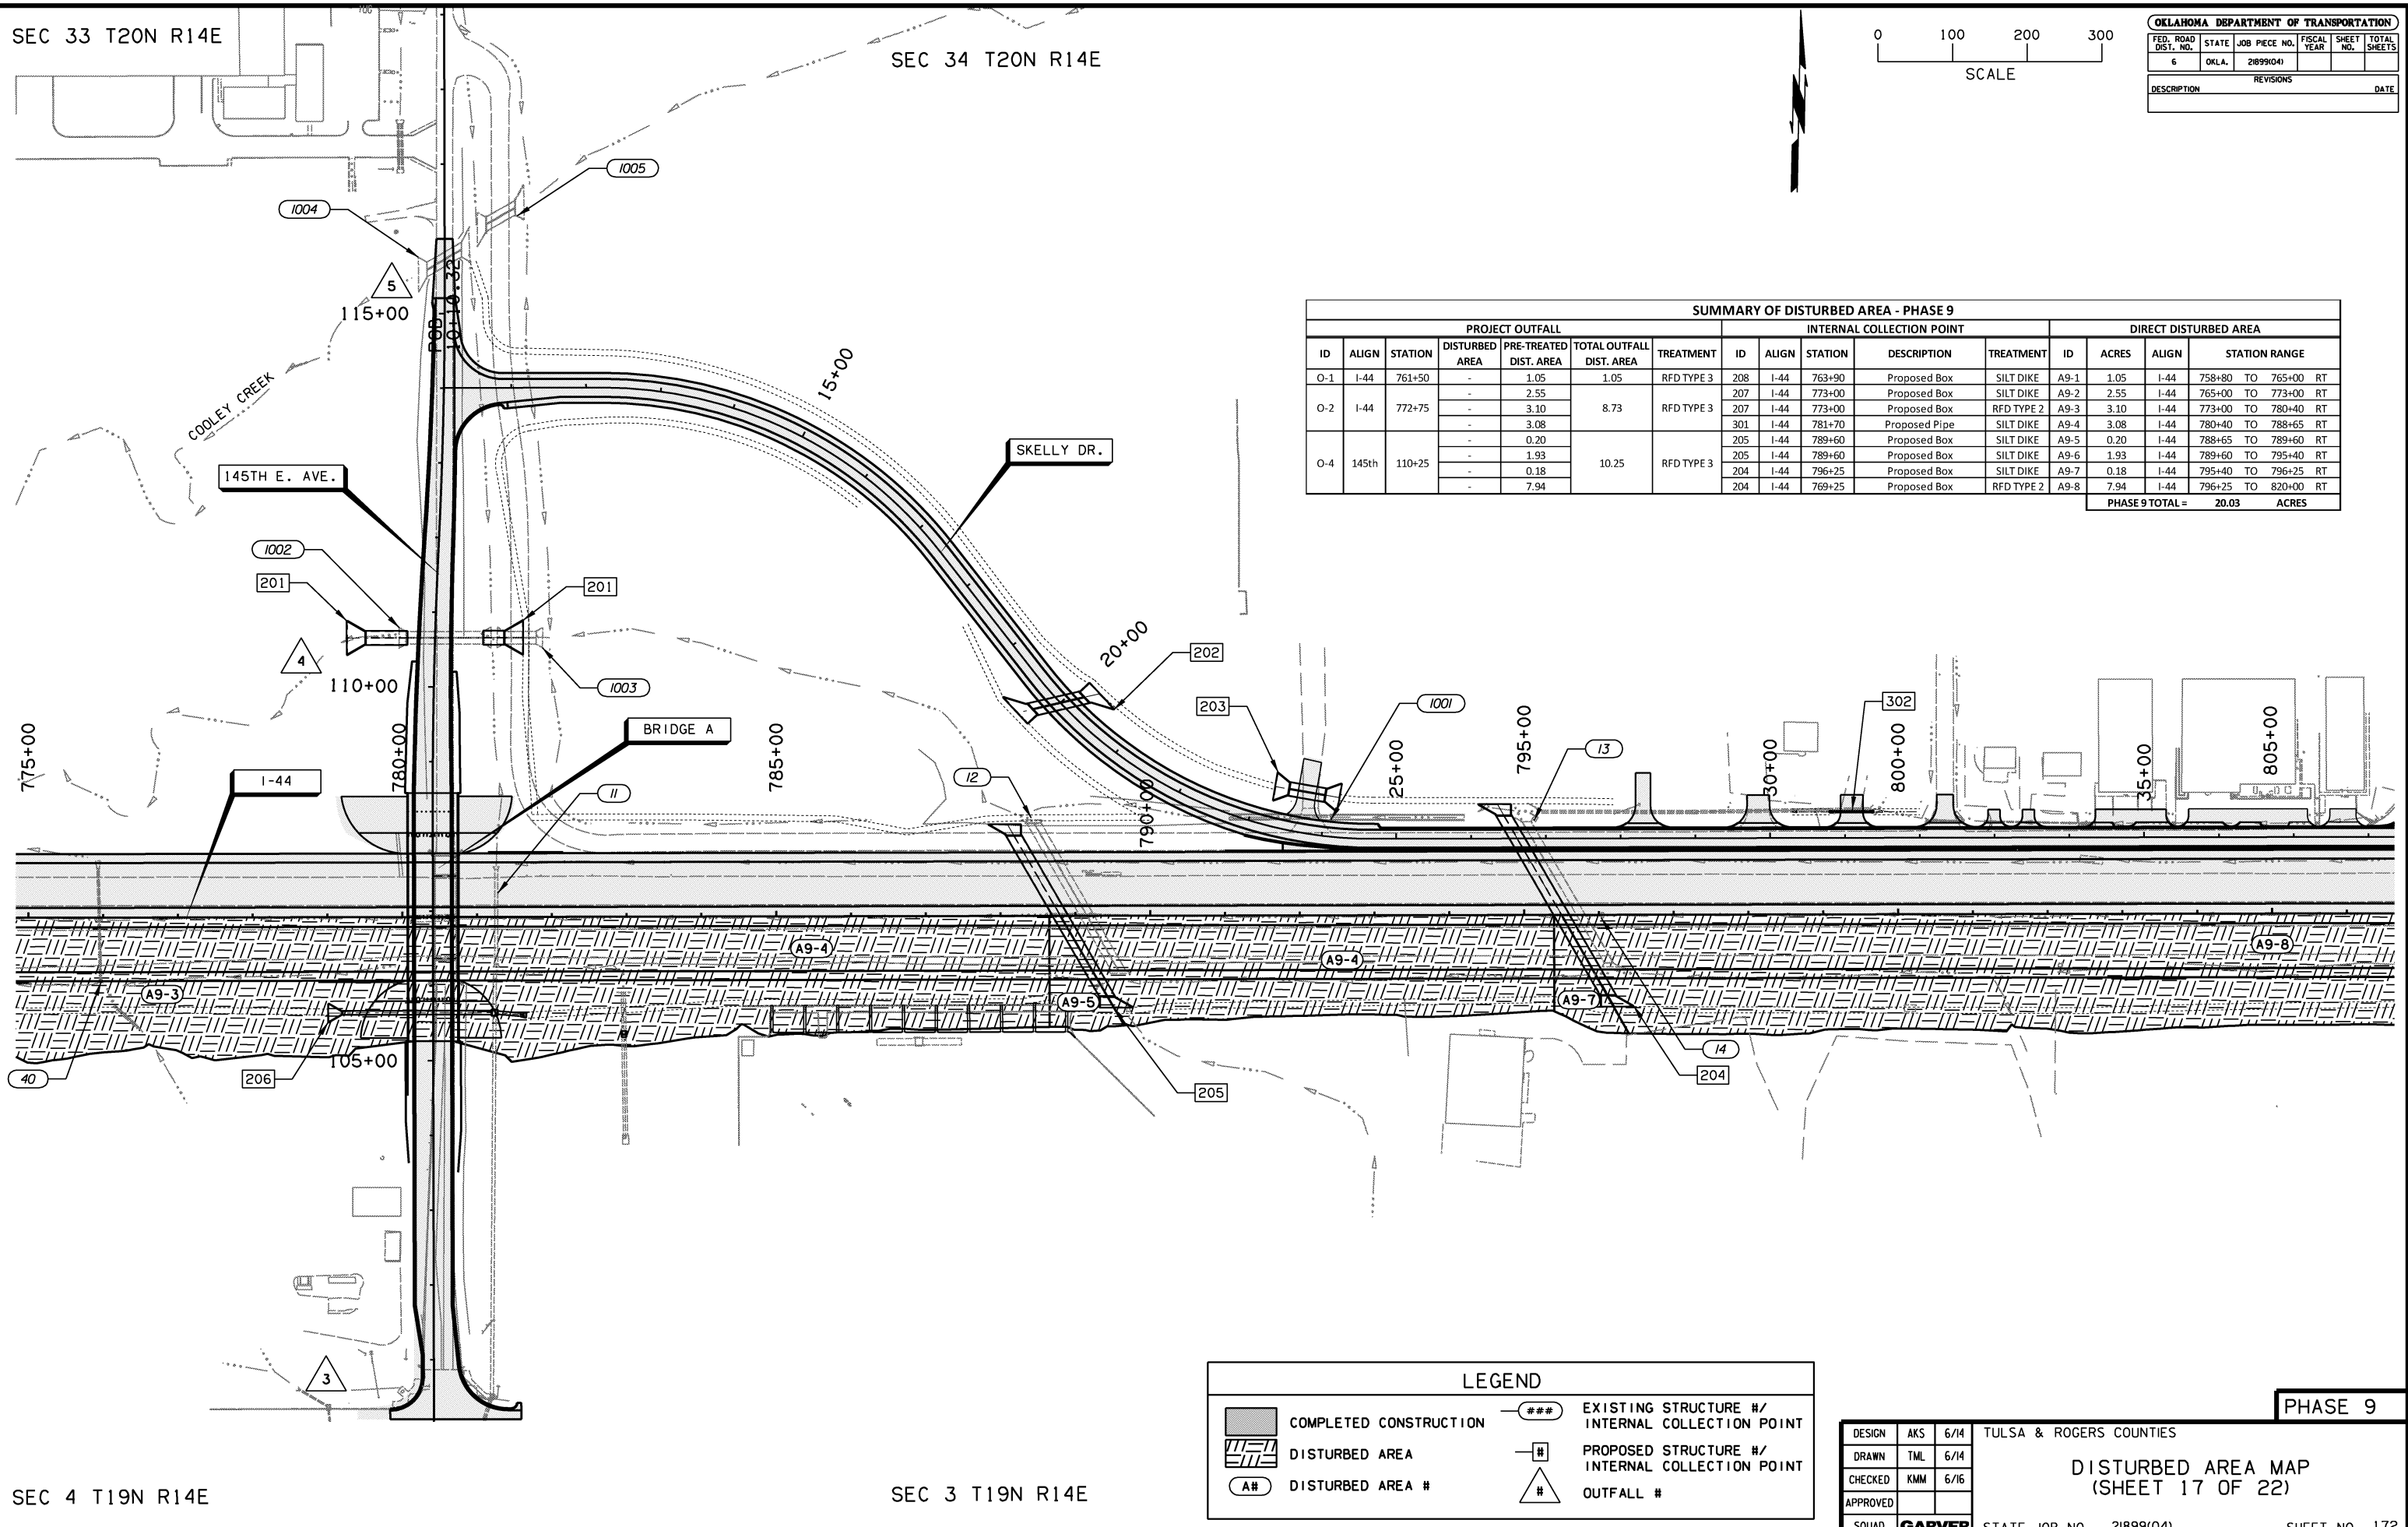 SEC 33 T20N R14E
SEC 34 T20N R14E
0 100 200 300
SCALE
OKLAHOMA DEPARTMENT OF TRANSPORTATION
FED. ROAD DIST. NO. STATE JOB PIECE NO. FISCAL YEAR SHEET NO. TOTAL SHEETS
6 OKLA. 21899(04)
REVISIONS
DESCRIPTION DATE
1005
1004
5
115+00
POB
10+10.32
COOLEY CREEK
15+00
145TH E. AVE.
SKELLY DR.
SUMMARY OF DISTURBED AREA - PHASE 9
PROJECT OUTFALL INTERNAL COLLECTION POINT DIRECT DISTURBED AREA
ID ALIGN STATION DISTURBED AREA PRE-TREATED DIST. AREA TOTAL OUTFALL DIST. AREA TREATMENT ID ALIGN STATION DESCRIPTION TREATMENT ID ACRES ALIGN STATION RANGE
O-1 I-44 761+50 - 1.05 1.05 RFD TYPE 3 208 I-44 763+90 Proposed Box SILT DIKE A9-1 1.05 I-44 758+80 TO 765+00 RT
O-2 I-44 772+75 - 2.55 8.73 RFD TYPE 3 207 I-44 773+00 Proposed Box SILT DIKE A9-2 2.55 I-44 765+00 TO 773+00 RT
- 3.10 207 I-44 773+00 Proposed Box RFD TYPE 2 A9-3 3.10 I-44 773+00 TO 780+40 RT
- 3.08 301 I-44 781+70 Proposed Pipe SILT DIKE A9-4 3.08 I-44 780+40 TO 788+65 RT
O-4 145th 110+25 - 0.20 10.25 RFD TYPE 3 205 I-44 789+60 Proposed Box SILT DIKE A9-5 0.20 I-44 788+65 TO 789+60 RT
- 1.93 205 I-44 789+60 Proposed Box SILT DIKE A9-6 1.93 I-44 789+60 TO 795+40 RT
- 0.18 204 I-44 796+25 Proposed Box SILT DIKE A9-7 0.18 I-44 795+40 TO 796+25 RT
- 7.94 204 I-44 769+25 Proposed Box RFD TYPE 2 A9-8 7.94 I-44 796+25 TO 820+00 RT
PHASE 9 TOTAL = 20.03 ACRES
1002
201
201
4
110+00
1003
20+00
202
203
1001
BRIDGE A
I-44
775+00
780+00
785+00
790+00
25+00
795+00
30+00
800+00
35+00
805+00
302
11
12
13
A9-4
A9-4
A9-8
A9-3
A9-5
A9-7
40
206
105+00
205
14
204
3
LEGEND
COMPLETED CONSTRUCTION
DISTURBED AREA
A# DISTURBED AREA #
### EXISTING STRUCTURE #/
INTERNAL COLLECTION POINT
# PROPOSED STRUCTURE #/
INTERNAL COLLECTION POINT
# OUTFALL #
PHASE 9
DESIGN AKS 6/14
DRAWN TML 6/14
CHECKED KMM 6/16
APPROVED
SQUAD GARVER
TULSA & ROGERS COUNTIES
DISTURBED AREA MAP
(SHEET 17 OF 22)
STATE JOB NO. 21899(04) SHEET NO. 172
SEC 4 T19N R14E
SEC 3 T19N R14E